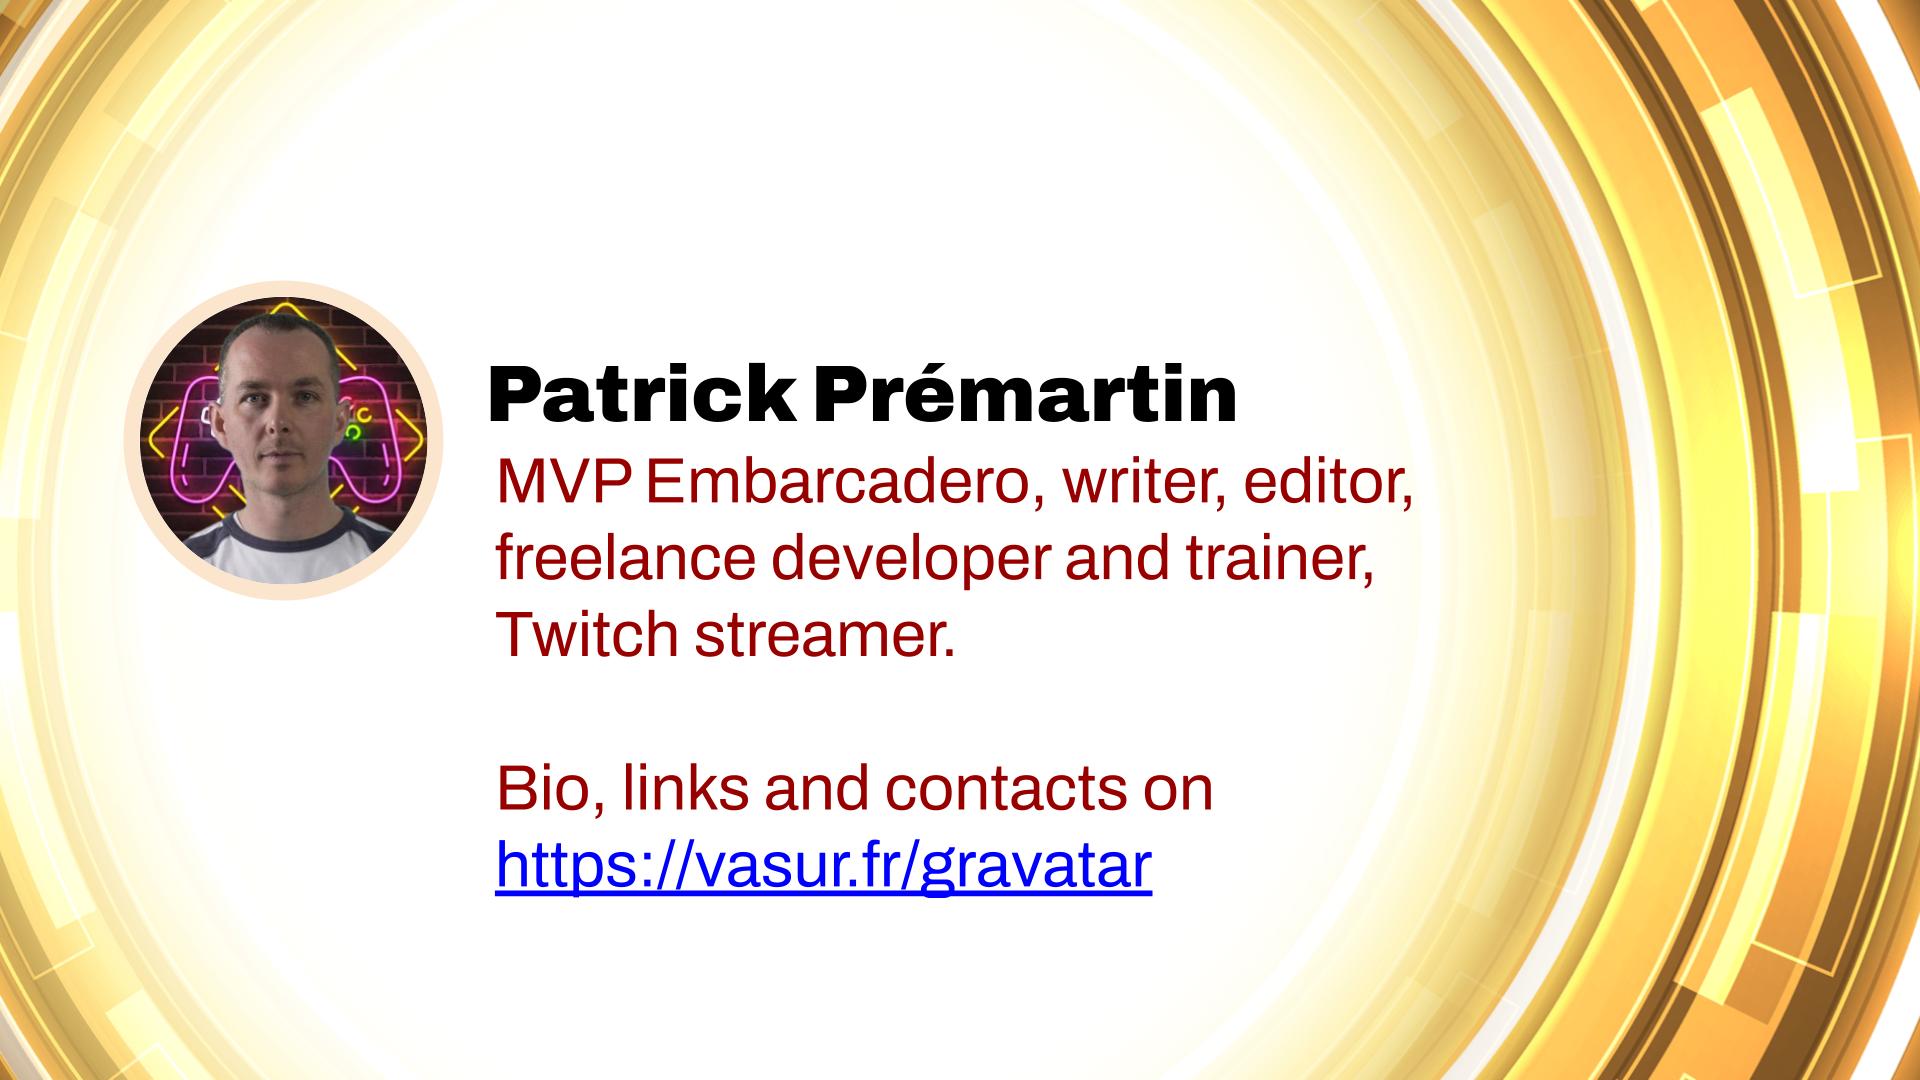 Patrick Prémartin
MVP Embarcadero, writer, editor,
freelance developer and trainer,
Twitch streamer.
Bio, links and contacts on
https://vasur.fr/gravatar